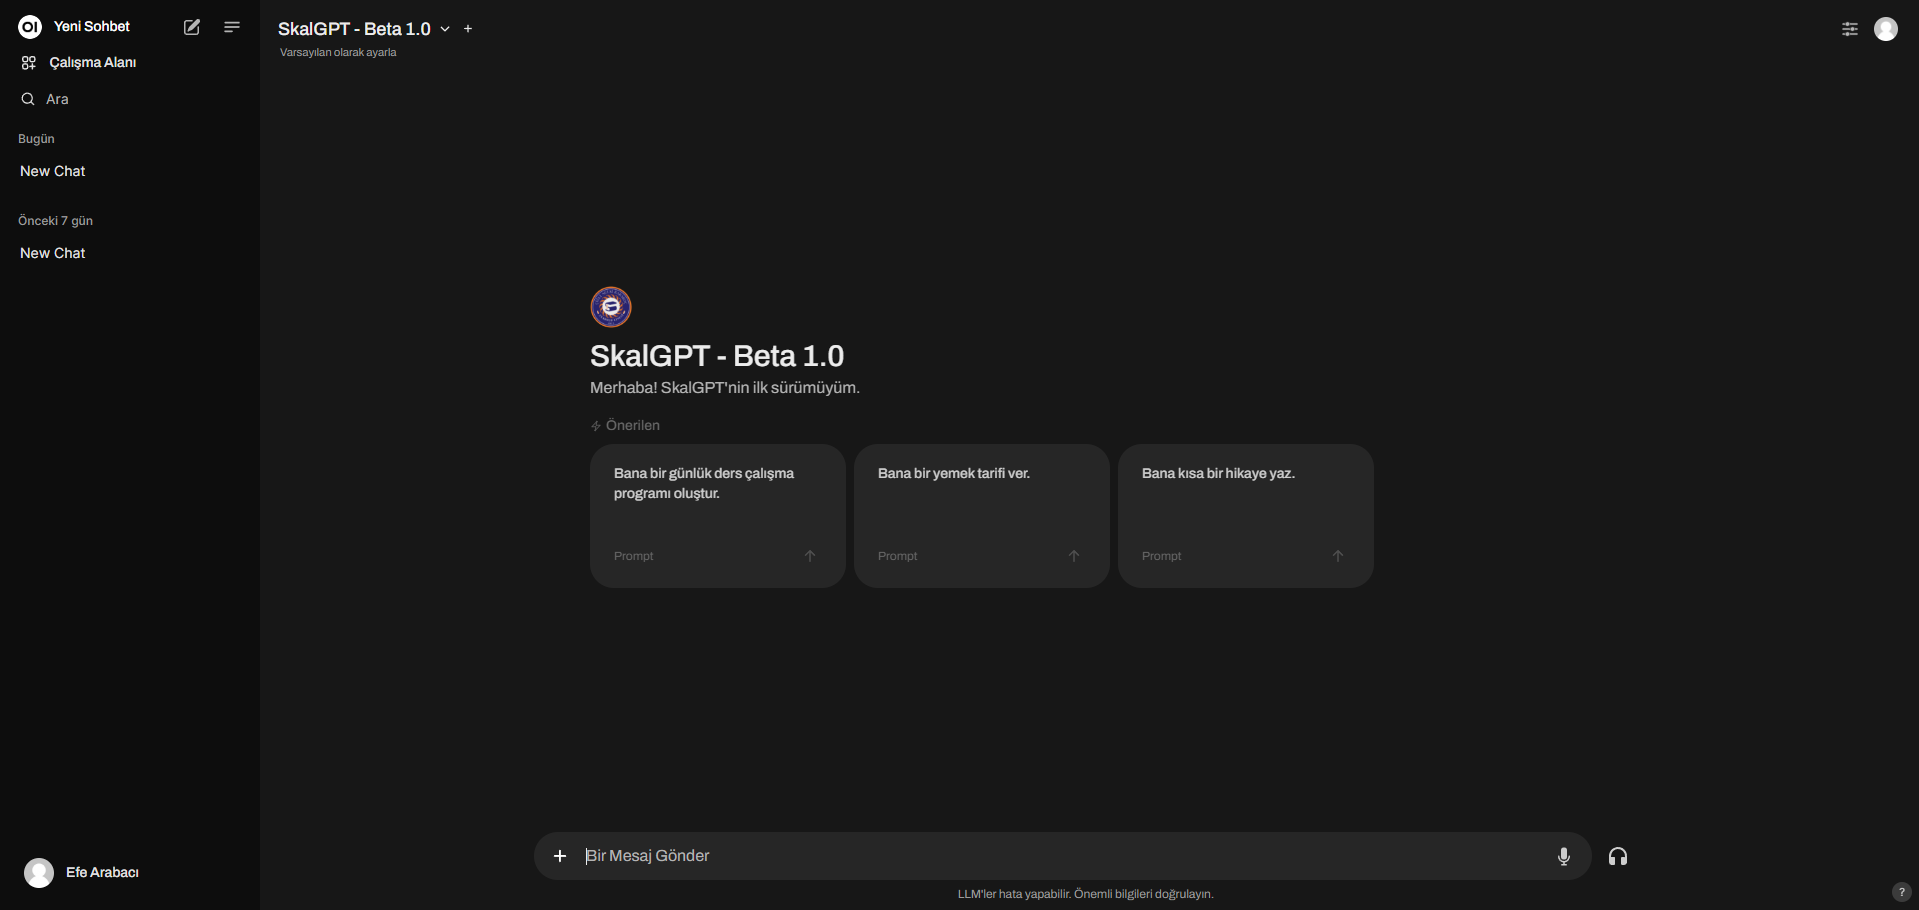 OI Yeni Sohbet
Çalışma Alanı
Ara
Bugün
New Chat
Önceki 7 gün
New Chat
Efe Arabacı
SkalGPT - Beta 1.0
Varsayılan olarak ayarla
SkalGPT - Beta 1.0
Merhaba! SkalGPT'nin ilk sürümüyüm.
Önerilen
Bana bir günlük ders çalışma
programı oluştur.
Prompt
Bana bir yemek tarifi ver.
Prompt
Bana kısa bir hikaye yaz.
Prompt
Bir Mesaj Gönder
LLM'ler hata yapabilir. Önemli bilgileri doğrulayın.
?